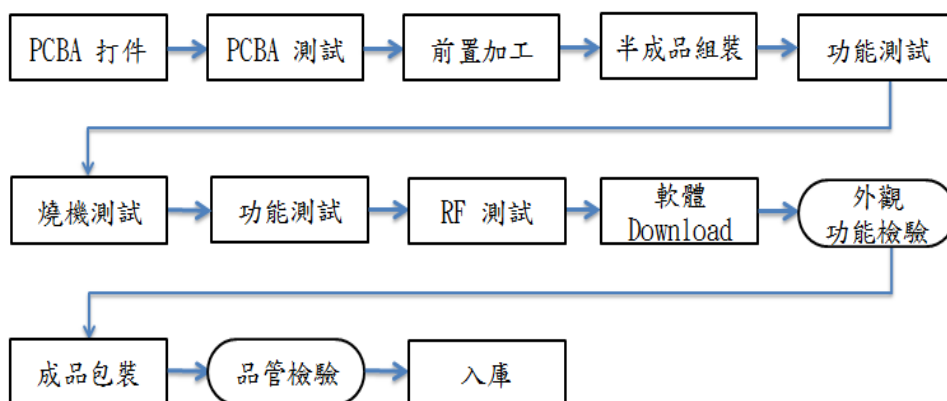 PCBA 打件
PCBA 測試
前置加工
半成品組裝
功能測試
燒機測試
功能測試
RF 測試
軟體
Download
外觀
功能檢驗
成品包裝
品管檢驗
入庫